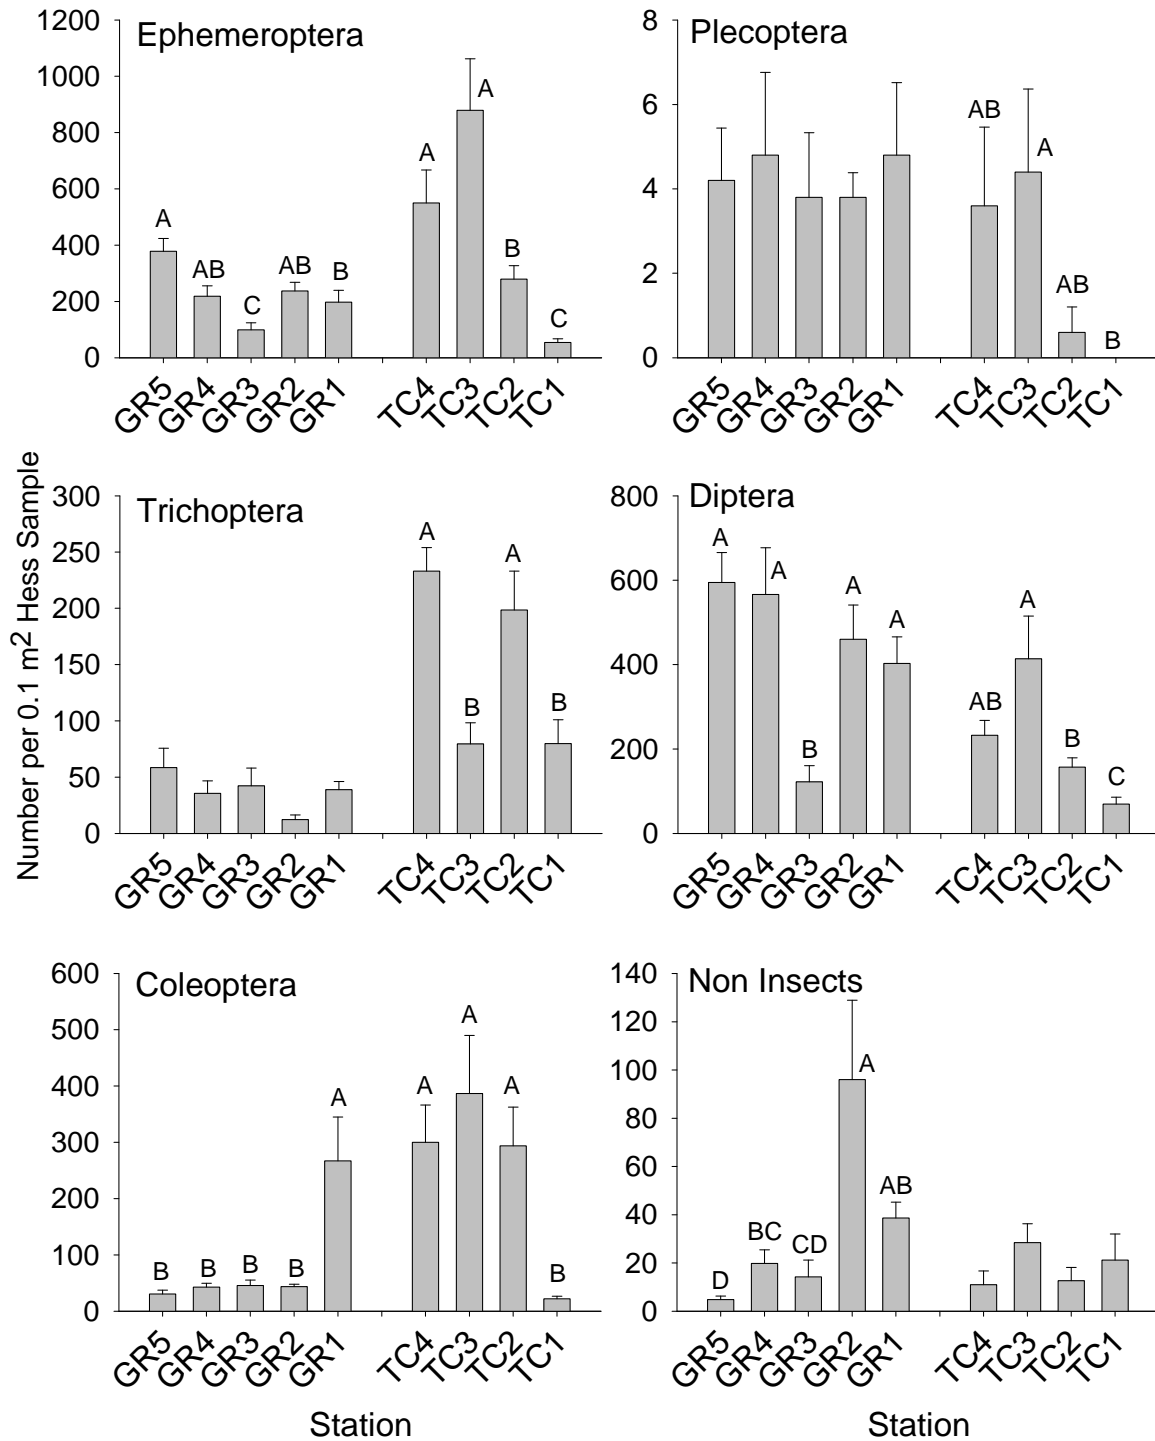 Number per 0.1 m2 Hess Sample
Ephemeroptera
1200
1000
800
600
400
200
0
A
AB
C
AB
B
A
A
B
C
GR5
GR4
GR3
GR2
GR1
TC4
TC3
TC2
TC1
Plecoptera
8
6
4
2
0
AB
A
AB
B
GR5
GR4
GR3
GR2
GR1
TC4
TC3
TC2
TC1
Trichoptera
300
250
200
150
100
50
0
A
B
A
B
GR5
GR4
GR3
GR2
GR1
TC4
TC3
TC2
TC1
Diptera
800
600
400
200
0
A
A
B
A
A
AB
A
B
C
GR5
GR4
GR3
GR2
GR1
TC4
TC3
TC2
TC1
Coleoptera
600
500
400
300
200
100
0
B
B
B
B
A
A
A
A
B
GR5
GR4
GR3
GR2
GR1
TC4
TC3
TC2
TC1
Station
Non Insects
140
120
100
80
60
40
20
0
D
BC
CD
A
AB
GR5
GR4
GR3
GR2
GR1
TC4
TC3
TC2
TC1
Station